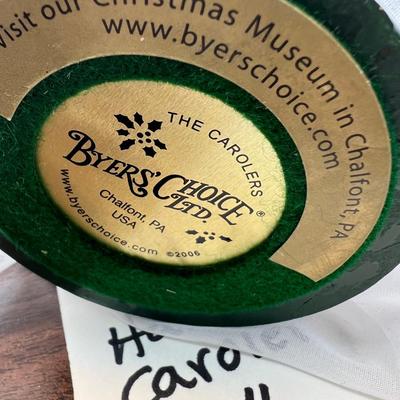 Visit our Christmas Museum in Chalfont, PA
www.byerschoice.com
THE CAROLERS
BYERS' CHOICE
LTD.®
Chalfont, PA
USA
www.byerschoice.com ©2006
Caroler